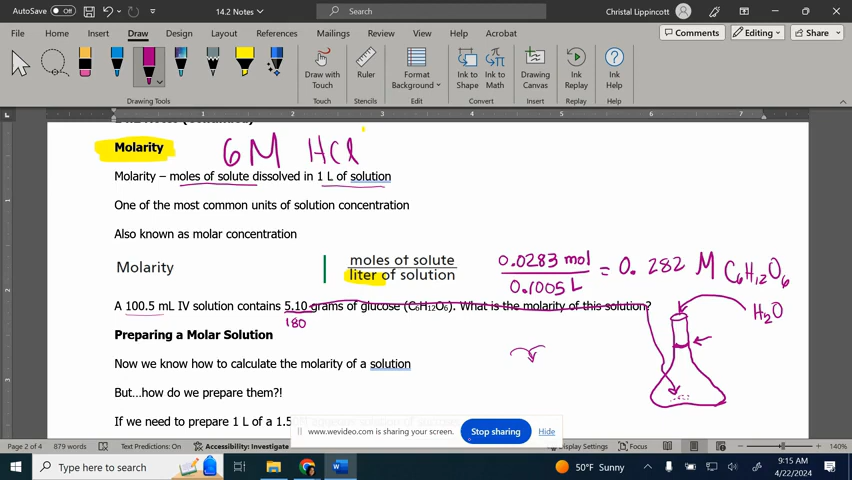 AutoSave Off 14.2 Notes Search Christal Lippincott
File Home Insert Draw Design Layout References Mailings Review View Help Acrobat Comments Editing Share
Draw with Touch Ruler Format Background Ink to Shape Ink to Math Drawing Canvas Ink Replay Ink Help
Drawing Tools Touch Stencils Edit Convert Insert Replay Help
1 2 3 4 5 6 7
Molarity 6M HCl
Molarity – moles of solute dissolved in 1 L of solution
One of the most common units of solution concentration
Also known as molar concentration
Molarity moles of solute
liter of solution
0.0283 mol
0.1005 L
= 0.282 M C6H12O6
A 100.5 mL IV solution contains 5.10 grams of glucose (C₆H₁₂O₆). What is the molarity of this solution?
180
H2O
Preparing a Molar Solution
Now we know how to calculate the molarity of a solution
But…how do we prepare them?!
If we need to prepare 1 L of a 1.5
www.wevideo.com is sharing your screen. Stop sharing Hide
Page 2 of 4 879 words Text Predictions: On Accessibility: Investigate Display Settings Focus 140%
Type here to search 50°F Sunny 9:15 AM
4/22/2024